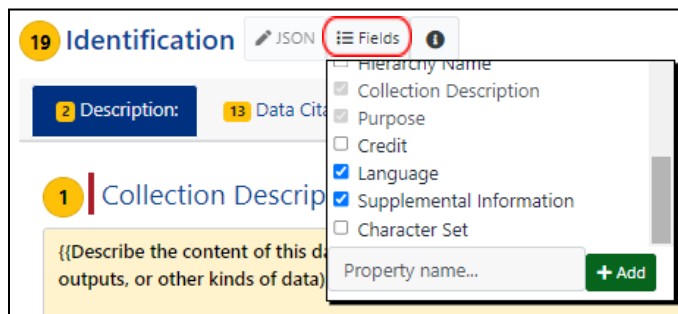 19 Identification JSON Fields
Hierarchy Name
Collection Description
2 Description: 13 Data Cita
Purpose
Credit
Language
1 Collection Descrip
Supplemental Information
Character Set
{{Describe the content of this da
outputs, or other kinds of data)
Property name...
+ Add